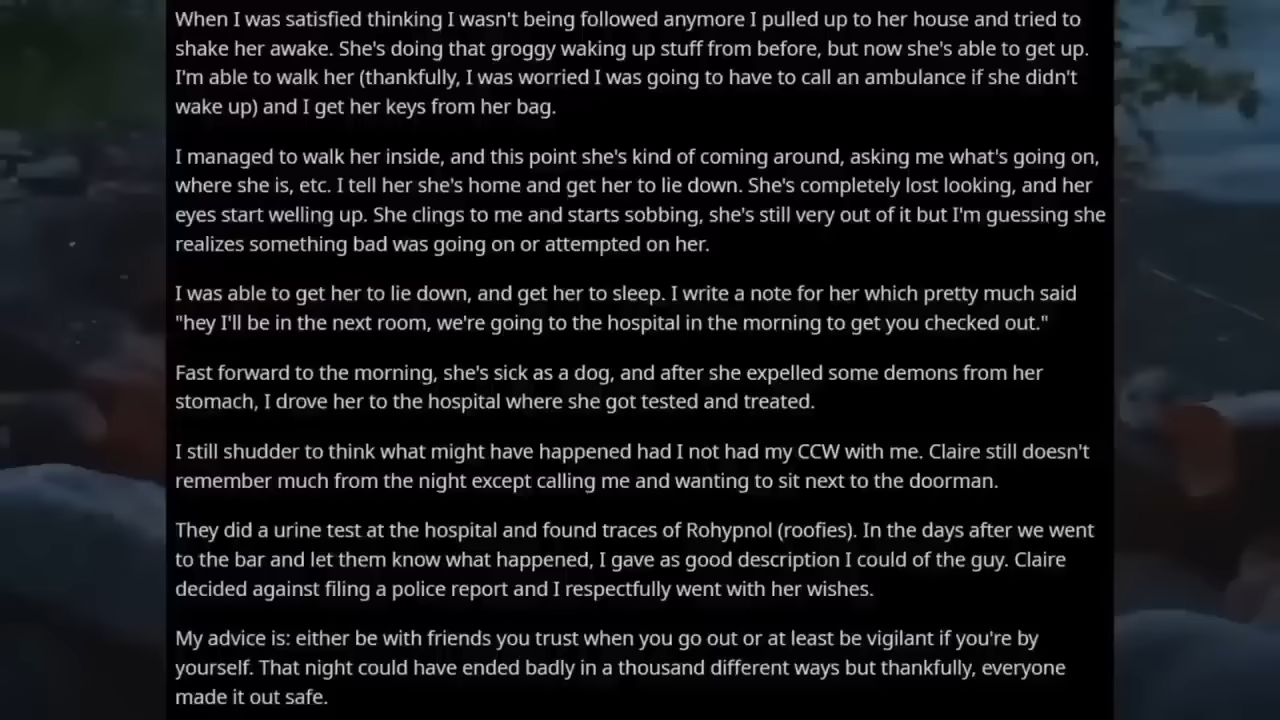 When I was satisfied thinking I wasn't being followed anymore I pulled up to her house and tried to
shake her awake. She's doing that groggy waking up stuff from before, but now she's able to get up.
I'm able to walk her (thankfully, I was worried I was going to have to call an ambulance if she didn't
wake up) and I get her keys from her bag.
I managed to walk her inside, and this point she's kind of coming around, asking me what's going on,
where she is, etc. I tell her she's home and get her to lie down. She's completely lost looking, and her
eyes start welling up. She clings to me and starts sobbing, she's still very out of it but I'm guessing she
realizes something bad was going on or attempted on her.
I was able to get her to lie down, and get her to sleep. I write a note for her which pretty much said
"hey I'll be in the next room, we're going to the hospital in the morning to get you checked out."
Fast forward to the morning, she's sick as a dog, and after she expelled some demons from her
stomach, I drove her to the hospital where she got tested and treated.
I still shudder to think what might have happened had I not had my CCW with me. Claire still doesn't
remember much from the night except calling me and wanting to sit next to the doorman.
They did a urine test at the hospital and found traces of Rohypnol (roofies). In the days after we went
to the bar and let them know what happened, I gave as good description I could of the guy. Claire
decided against filing a police report and I respectfully went with her wishes.
My advice is: either be with friends you trust when you go out or at least be vigilant if you're by
yourself. That night could have ended badly in a thousand different ways but thankfully, everyone
made it out safe.